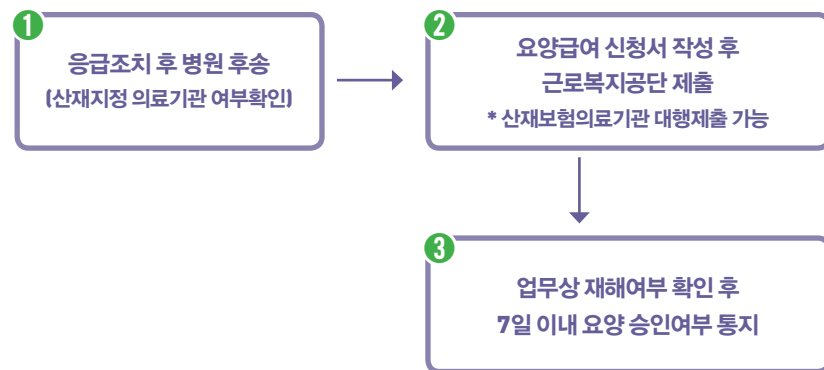 1
응급조치 후 병원 후송
(산재지정 의료기관 여부확인)
2
요양급여 신청서 작성 후
근로복지공단 제출
* 산재보험의료기관 대행제출 가능
3
업무상 재해여부 확인 후
7일 이내 요양 승인여부 통지